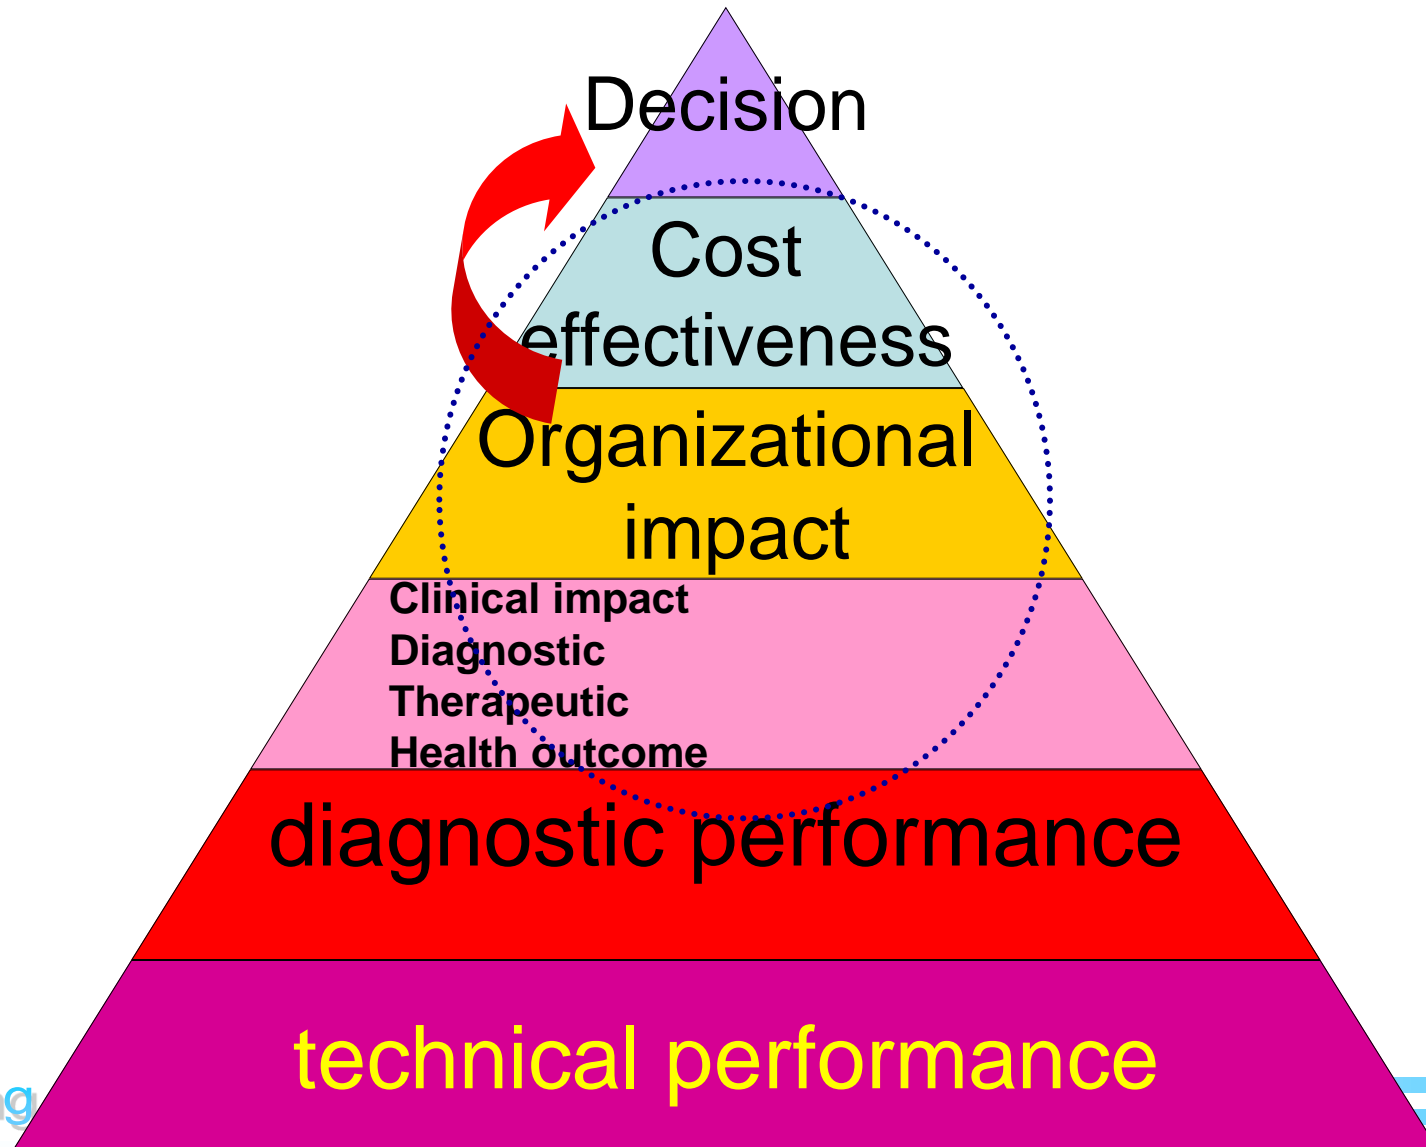 Decision
Cost
effectiveness
Organizational
impact
Clinical impact
Diagnostic
Therapeutic
Health outcome
diagnostic performance
technical performance